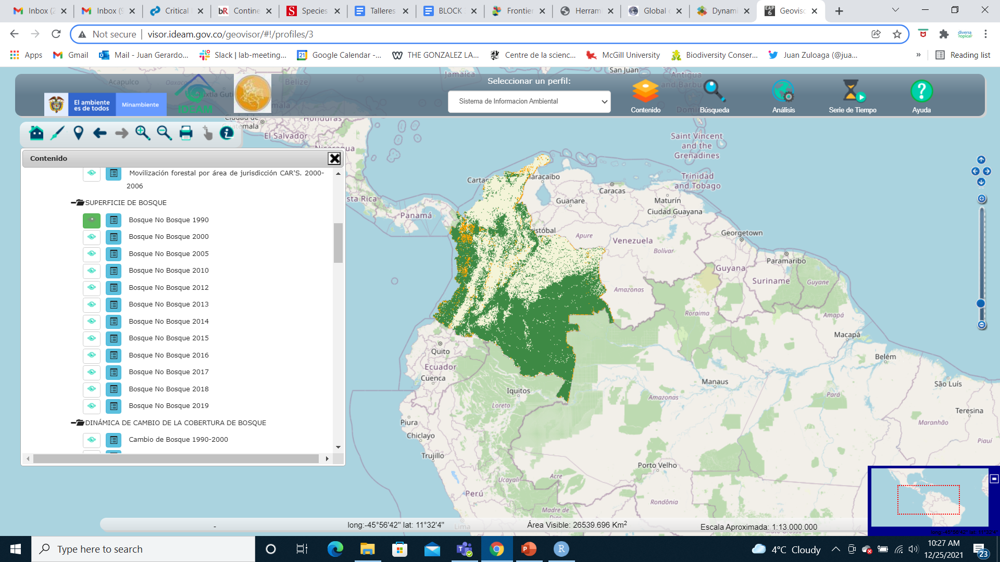 Inbox (2
Inbox (9
Critical
Contine
Species
Talleres
BLOCK
Frontier
Herram
Global
Dynami
Geoviso
Not secure
visor.ideam.gov.co/geovisor/#!/profiles/3
Apps
Gmail
Mail - Juan Gerardo...
Slack | lab-meeting...
Google Calendar -...
THE GONZALEZ LA...
Centre de la scienc...
McGill University
Biodiversity Conser...
Juan Zuloaga (@jua...
»
Reading list
El ambiente
es de todos
Minambiente
IDEAM
Seleccionar un perfil:
Sistema de Informacion Ambiental
Contenido
Búsqueda
Análisis
Serie de Tiempo
Ayuda
Contenido
Movilización forestal por área de jurisdicción CAR'S. 2000-
2006
SUPERFICIE DE BOSQUE
Bosque No Bosque 1990
Bosque No Bosque 2000
Bosque No Bosque 2005
Bosque No Bosque 2010
Bosque No Bosque 2012
Bosque No Bosque 2013
Bosque No Bosque 2014
Bosque No Bosque 2015
Bosque No Bosque 2016
Bosque No Bosque 2017
Bosque No Bosque 2018
Bosque No Bosque 2019
DINÁMICA DE CAMBIO DE LA COBERTURA DE BOSQUE
Cambio de Bosque 1990-2000
Acapulco
Oaxaca
Belize
Jamaica
San Juan
Antigua
and Barbu
Honduras
El Salvador
Saint Vincent
and the
Grenadines
Trinidad
and Tobago
Cartag
Maracaibo
Caracas
Guanare
Maturín
Ciudad Guayana
Panamá
sta Rica
istóbal
Apure
Venezuela
Bolívar
Georgetown
Paramaribo
Guyana
Suriname
Guyane
Amazonas
Roraima
Amapá
Macapá
Quito
Ecuador
Cuenca
Iquitos
Loreto
Manaus
Amazonas
Pará
Belém
São Luís
Teresina
Maranhão
Piauí
Piura
Chiclayo
Trujillo
Ucayali
Acre
Porto Velho
Rondônia
Perú
Madre de
Dios
Lima
-
long:-45°56'42" lat: 11°32'4"
Área Visible: 26539.696 Km2
Escala Aproximada: 1:13.000.000
Type here to search
4°C Cloudy
10:27 AM
12/25/2021
23